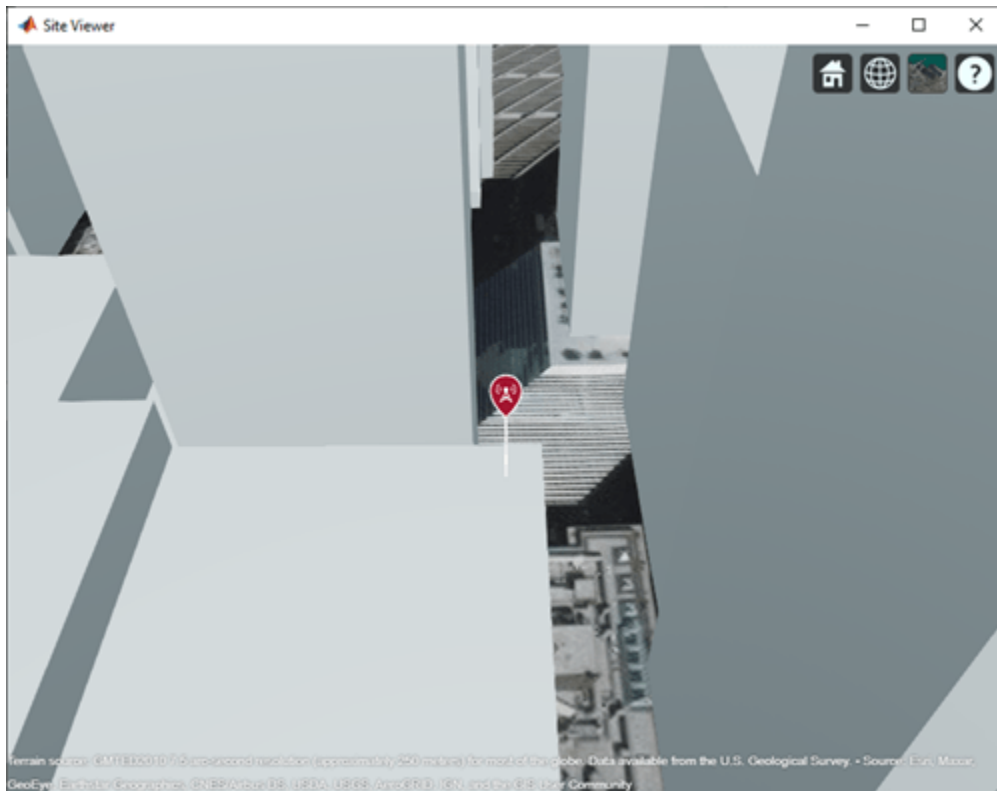 Site Viewer
?
Terrain source: GMTED2010 7.5 arc-second resolution (approximately 250 meters) for most of the globe. Data available from the U.S. Geological Survey. • Source: Esri, Maxar,
GeoEye, Earthstar Geographics, CNES/Airbus DS, USDA, USGS, AeroGRID, IGN, and the GIS User Community